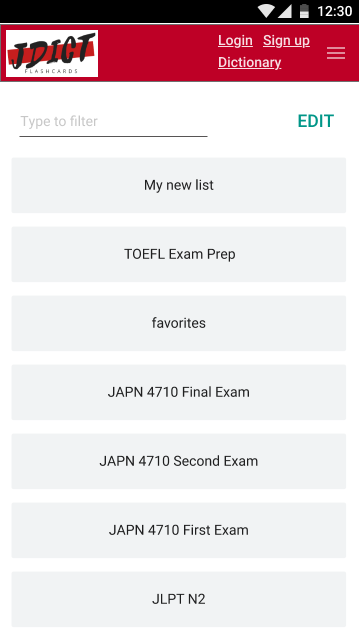 12:30
JDICT
FLASHCARDS
Login Sign up
Dictionary
Type to filter
EDIT
My new list
TOEFL Exam Prep
favorites
JAPN 4710 Final Exam
JAPN 4710 Second Exam
JAPN 4710 First Exam
JLPT N2